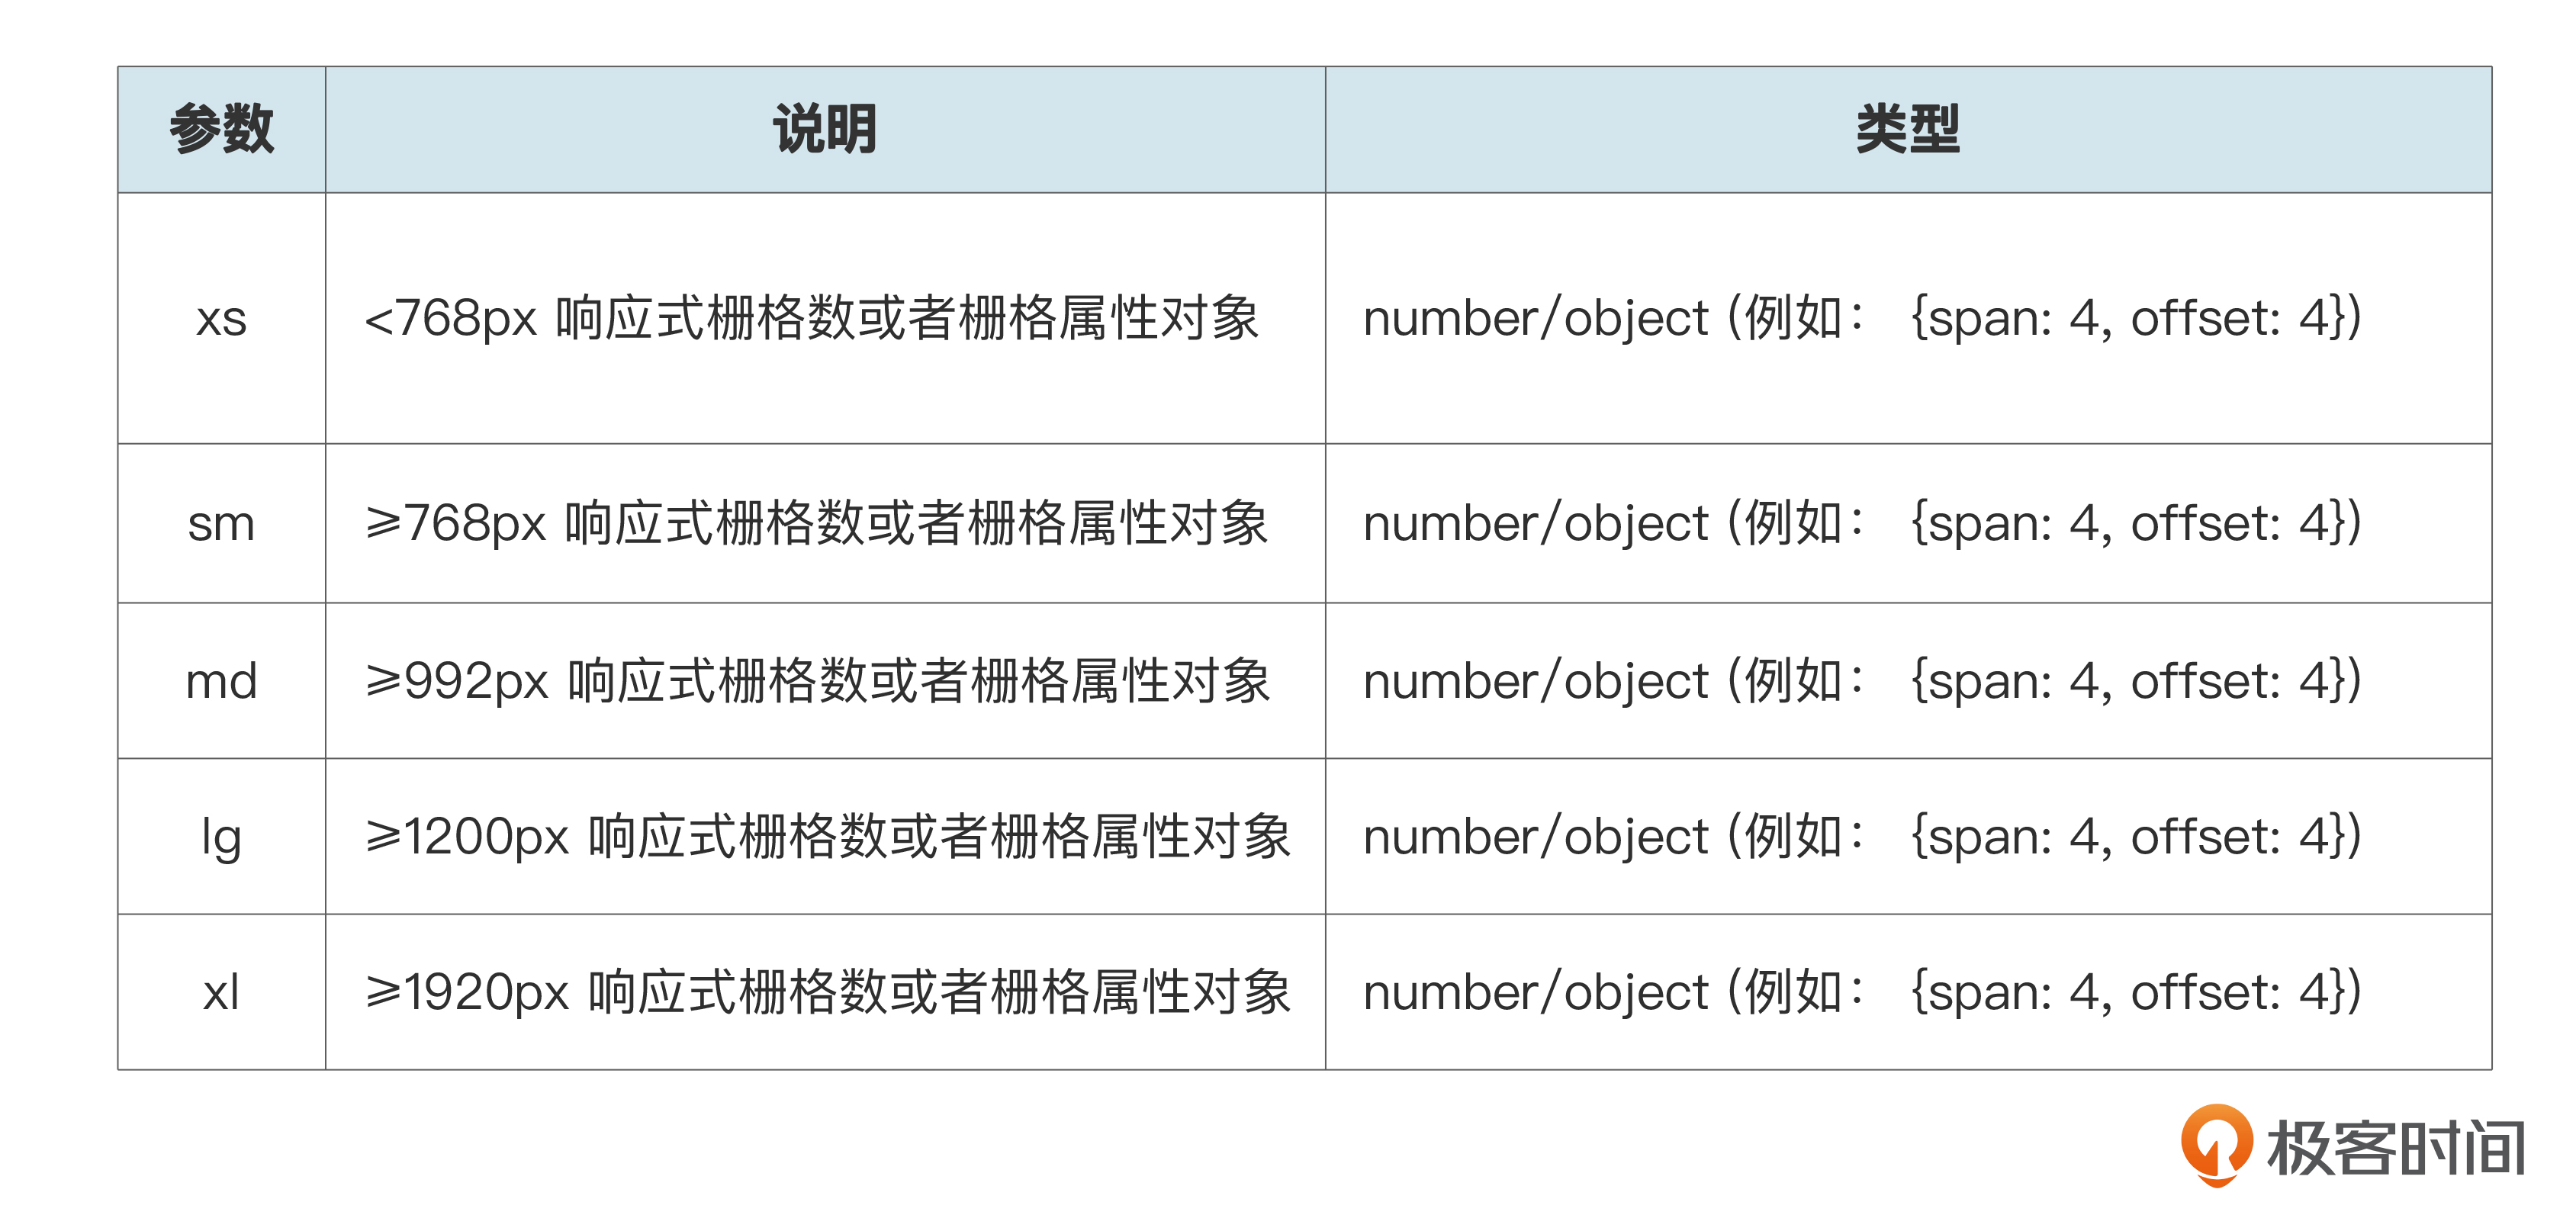 参数 说明 类型
xs <768px 响应式栅格数或者栅格属性对象 number/object (例如： {span: 4, offset: 4})
sm ≥768px 响应式栅格数或者栅格属性对象 number/object (例如： {span: 4, offset: 4})
md ≥992px 响应式栅格数或者栅格属性对象 number/object (例如： {span: 4, offset: 4})
lg ≥1200px 响应式栅格数或者栅格属性对象 number/object (例如： {span: 4, offset: 4})
xl ≥1920px 响应式栅格数或者栅格属性对象 number/object (例如： {span: 4, offset: 4})
极客时间